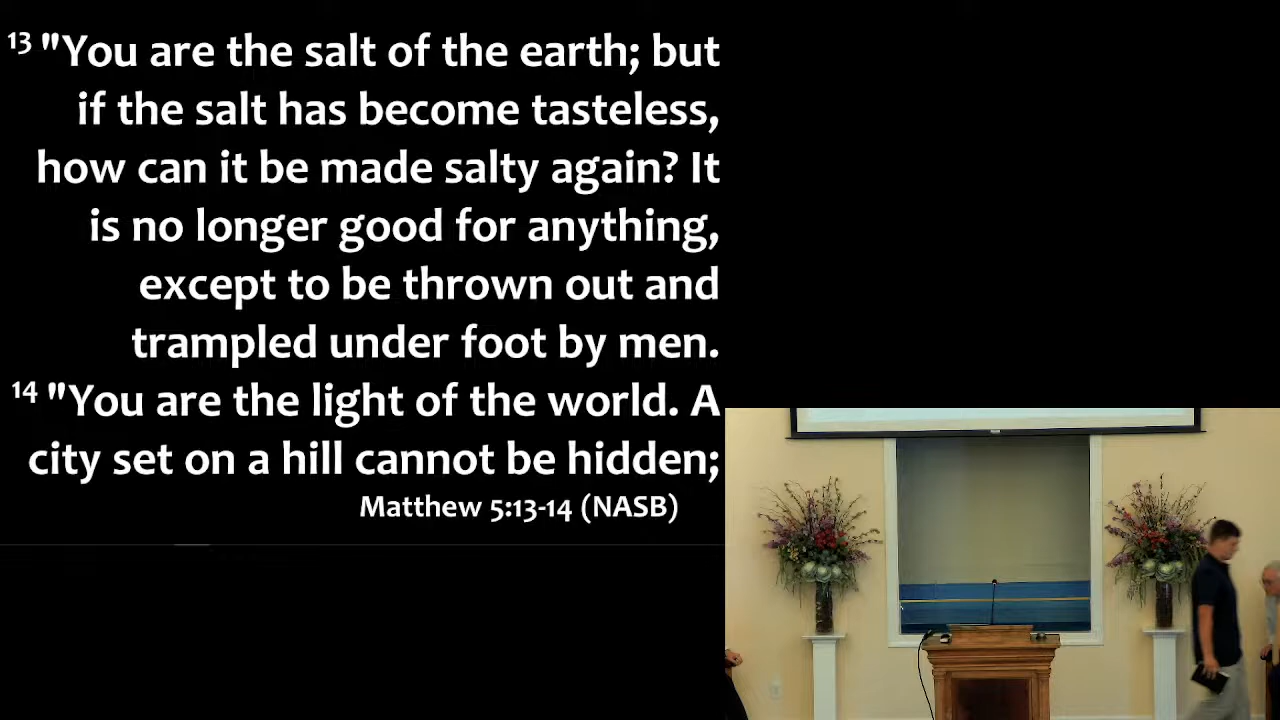 13 "You are the salt of the earth; but
if the salt has become tasteless,
how can it be made salty again? It
is no longer good for anything,
except to be thrown out and
trampled under foot by men.
14 "You are the light of the world. A
city set on a hill cannot be hidden;
Matthew 5:13-14 (NASB)